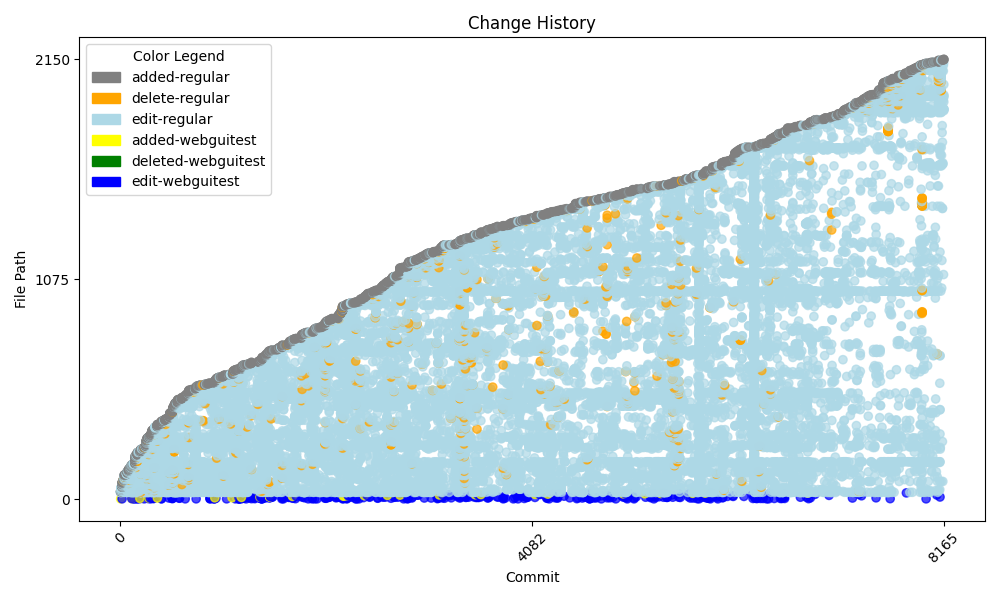 Change History
Color Legend
added-regular
delete-regular
edit-regular
added-webguitest
deleted-webguitest
edit-webguitest
2150
1075
0
File Path
0
4082
8165
Commit